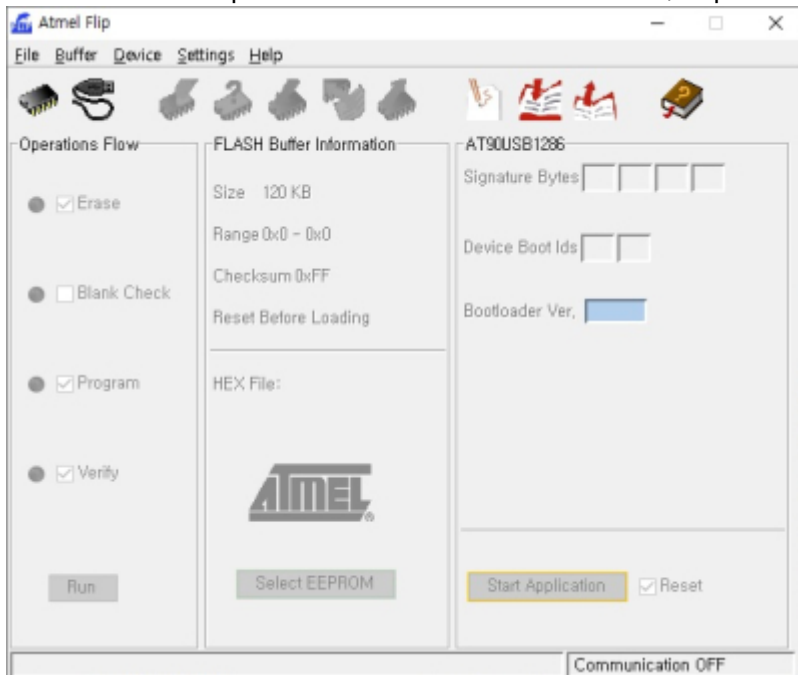 Atmel Flip
File Buffer Device Settings Help
Operations Flow
Erase
Blank Check
Program
Verify
Run
FLASH Buffer Information
Size 120 KB
Range 0x0 - 0x0
Checksum 0xFF
Reset Before Loading
HEX File:
ATMEL
Select EEPROM
AT90USB1286
Signature Bytes
Device Boot Ids
Bootloader Ver.
Start Application Reset
Communication OFF